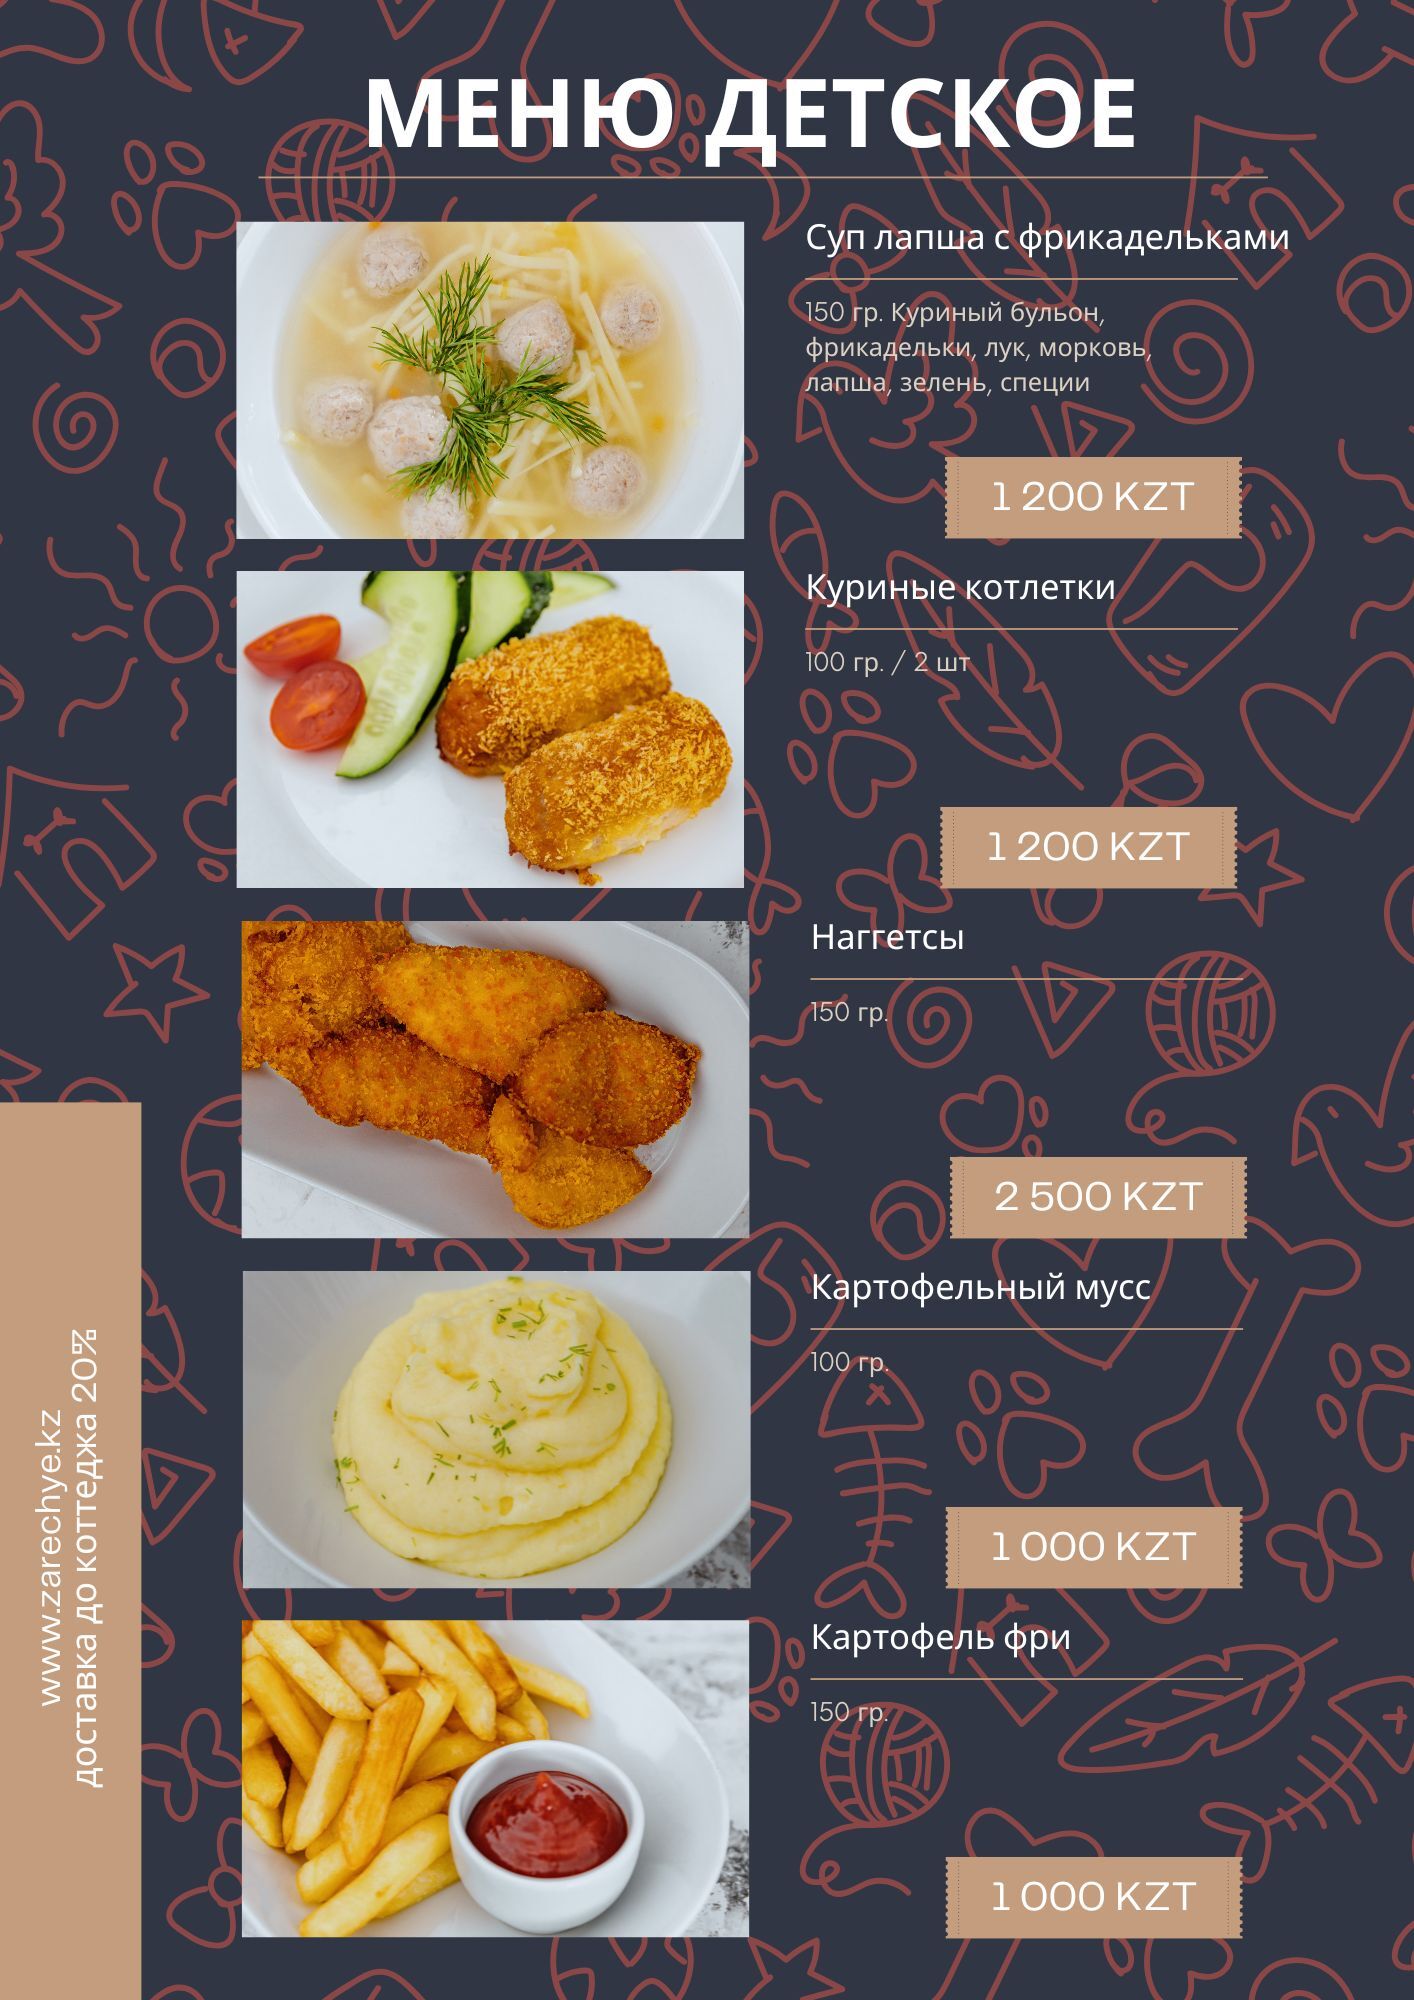 МЕНЮ ДЕТСКОЕ
Суп лапша с фрикадельками
150 гр. Куриный бульон,
фрикадельки, лук, морковь,
лапша, зелень, специи
1 200 KZT
Куриные котлетки
100 гр. / 2 шт
1 200 KZT
Наггетсы
150 гр.
2 500 KZT
Картофельный мусс
100 гр.
1 000 KZT
Картофель фри
150 гр.
1 000 KZT
www.zarechye.kz
доставка до коттеджа 20%